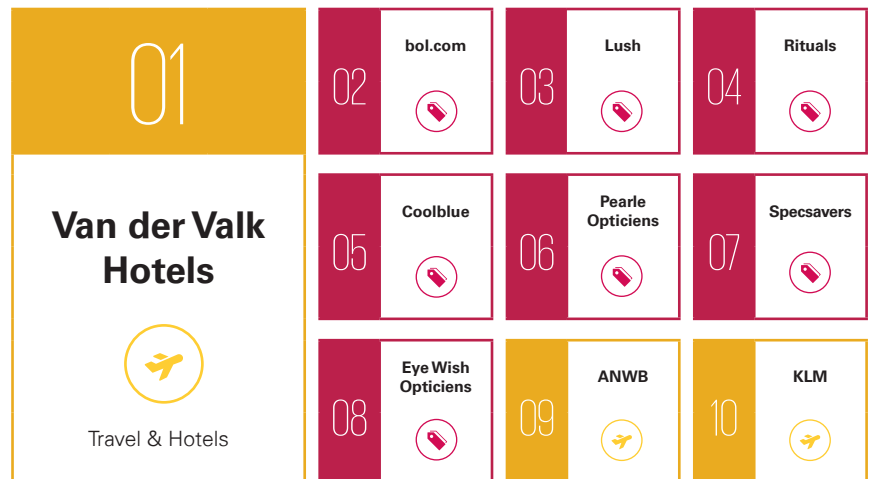 01
Van der Valk
Hotels
Travel & Hotels
02
bol.com
03
Lush
04
Rituals
05
Coolblue
06
Pearle
Opticiens
07
Specsavers
08
Eye Wish
Opticiens
09
ANWB
10
KLM